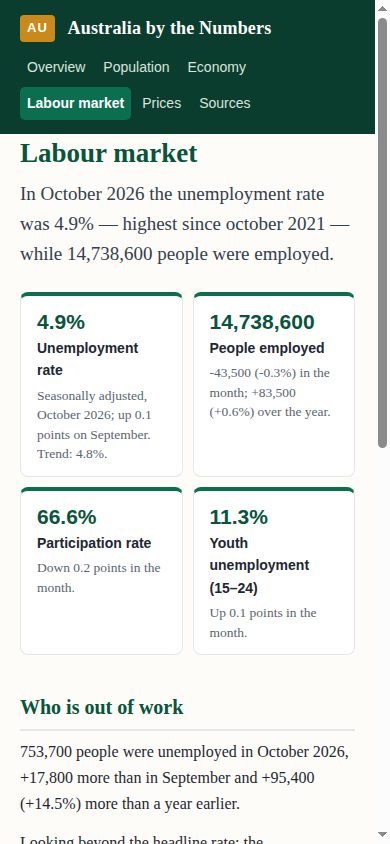 AU Australia by the Numbers
Overview Population Economy
Labour market Prices Sources
Labour market
In October 2026 the unemployment rate
was 4.9% — highest since october 2021 —
while 14,738,600 people were employed.
4.9%
Unemployment
rate
Seasonally adjusted,
October 2026; up 0.1
points on September.
Trend: 4.8%.
14,738,600
People employed
-43,500 (-0.3%) in the
month; +83,500
(+0.6%) over the year.
66.6%
Participation rate
Down 0.2 points in the
month.
11.3%
Youth
unemployment
(15–24)
Up 0.1 points in the
month.
Who is out of work
753,700 people were unemployed in October 2026,
+17,800 more than in September and +95,400
(+14.5%) more than a year earlier.
Looking beyond the headline rate: the